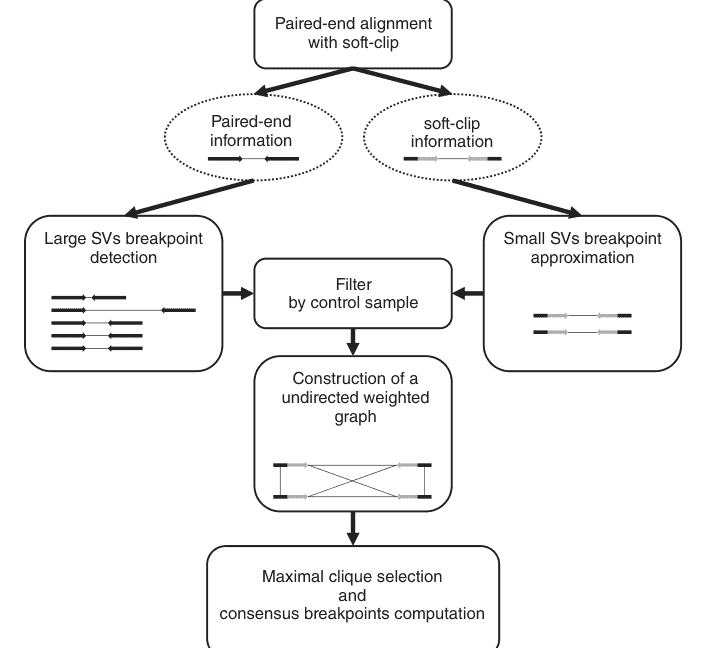 Paired-end alignment
with soft-clip
Paired-end
information
soft-clip
information
Large SVs breakpoint
detection
Small SVs breakpoint
approximation
Filter
by control sample
Construction of a
undirected weighted
graph
Maximal clique selection
and
consensus breakpoints computation